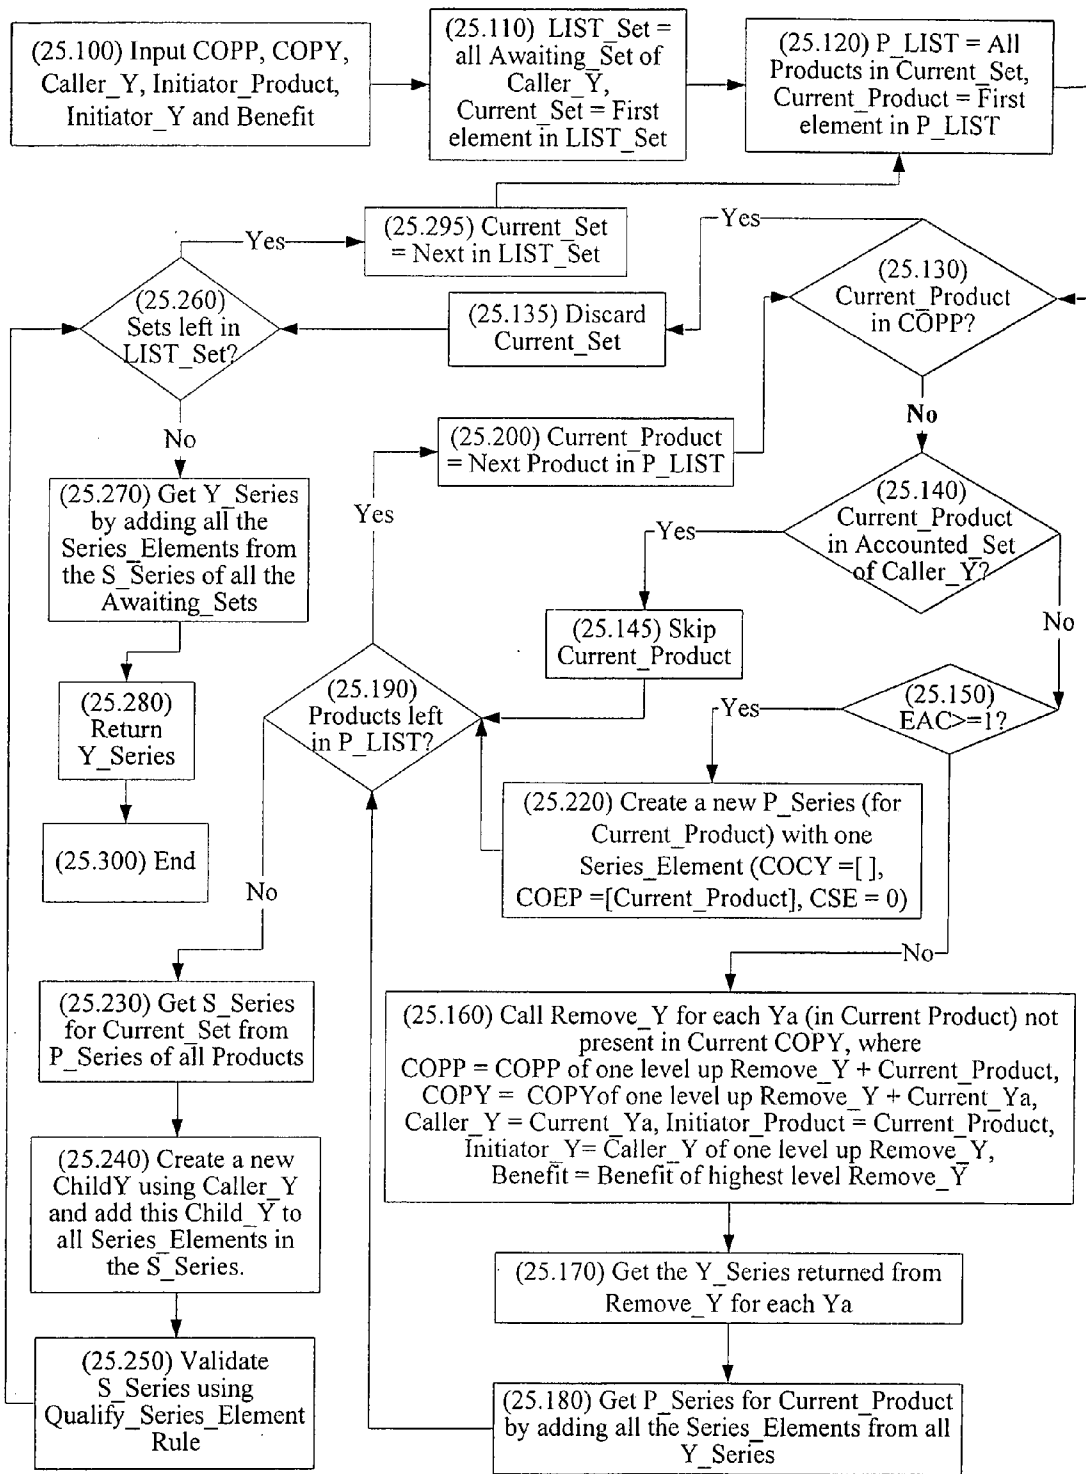 (25.100) Input COPP, COPY,
Caller_Y, Initiator_Product,
Initiator_Y and Benefit
(25.110) LIST_Set =
all Awaiting_Set of
Caller_Y,
Current_Set = First
element in LIST_Set
(25.120) P_LIST = All
Products in Current_Set,
Current_Product = First
element in P_LIST
Yes
(25.295) Current_Set
= Next in LIST_Set
Yes
(25.130)
Current_Product
in COPP?
(25.260)
Sets left in
LIST_Set?
(25.135) Discard
Current_Set
No
No
(25.200) Current_Product
= Next Product in P_LIST
(25.270) Get Y_Series
by adding all the
Series_Elements from
the S_Series of all the
Awaiting_Sets
Yes
Yes
(25.140)
Current_Product
in Accounted_Set
of Caller_Y?
No
(25.145) Skip
Current_Product
(25.280)
Return
Y_Series
(25.190)
Products left
in P_LIST?
Yes
(25.150)
EAC>=1?
(25.300) End
No
(25.220) Create a new P_Series (for
Current_Product) with one
Series_Element (COCY =[ ],
COEP =[Current_Product], CSE = 0)
No
(25.230) Get S_Series
for Current_Set from
P_Series of all Products
(25.160) Call Remove_Y for each Ya (in Current Product) not
present in Current COPY, where
COPP = COPP of one level up Remove_Y + Current_Product,
COPY = COPYof one level up Remove_Y + Current_Ya,
Caller_Y = Current_Ya, Initiator_Product = Current_Product,
Initiator_Y= Caller_Y of one level up Remove_Y,
Benefit = Benefit of highest level Remove_Y
(25.240) Create a new
ChildY using Caller_Y
and add this Child_Y to
all Series_Elements in
the S_Series.
(25.170) Get the Y_Series returned from
Remove_Y for each Ya
(25.250) Validate
S_Series using
Qualify_Series_Element
Rule
(25.180) Get P_Series for Current_Product
by adding all the Series_Elements from all
Y_Series